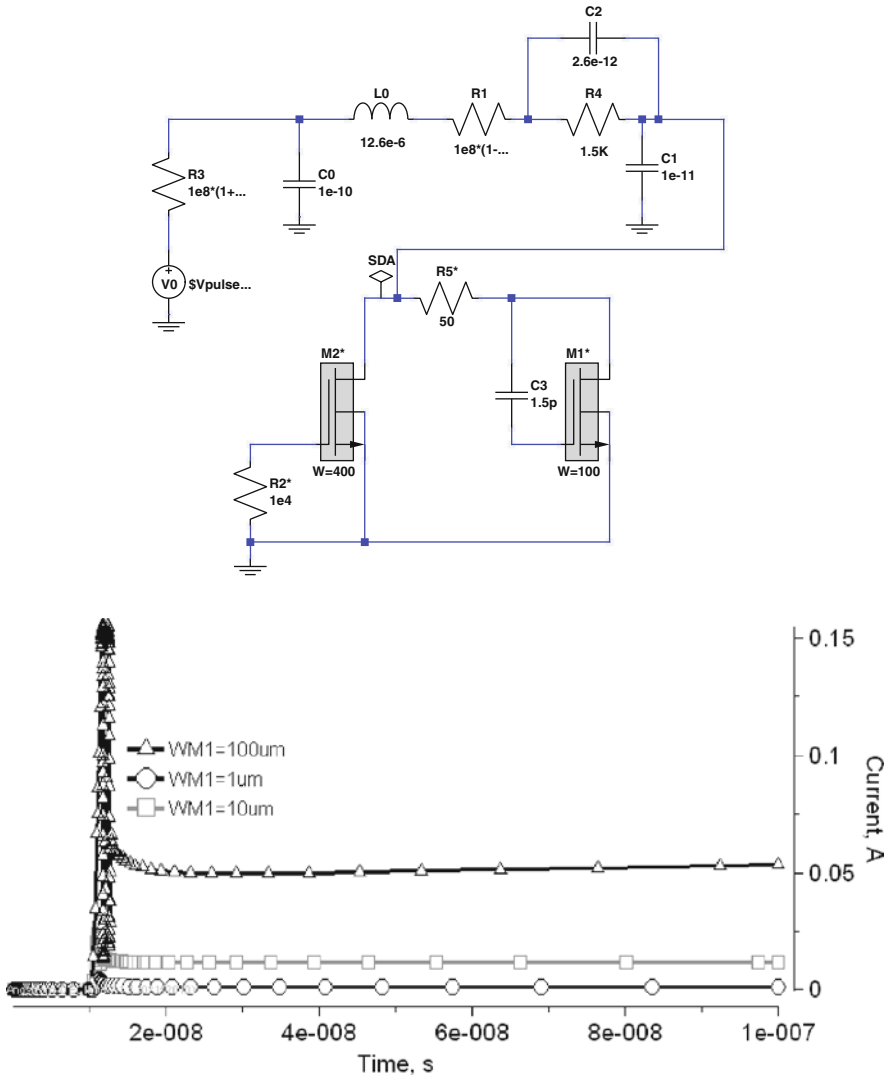 C2
2.6e-12
L0
12.6e-6
R1
1e8*(1-...
R4
1.5K
C1
1e-11
R3
1e8*(1+...
C0
1e-10
V0
$Vpulse...
SDA
R5*
50
M2*
W=400
C3
1.5p
M1*
W=100
R2*
1e4
0.15
0.1
0.05
0
Current, A
WM1=100um
WM1=1um
WM1=10um
2e-008
4e-008
6e-008
8e-008
1e-007
Time, s